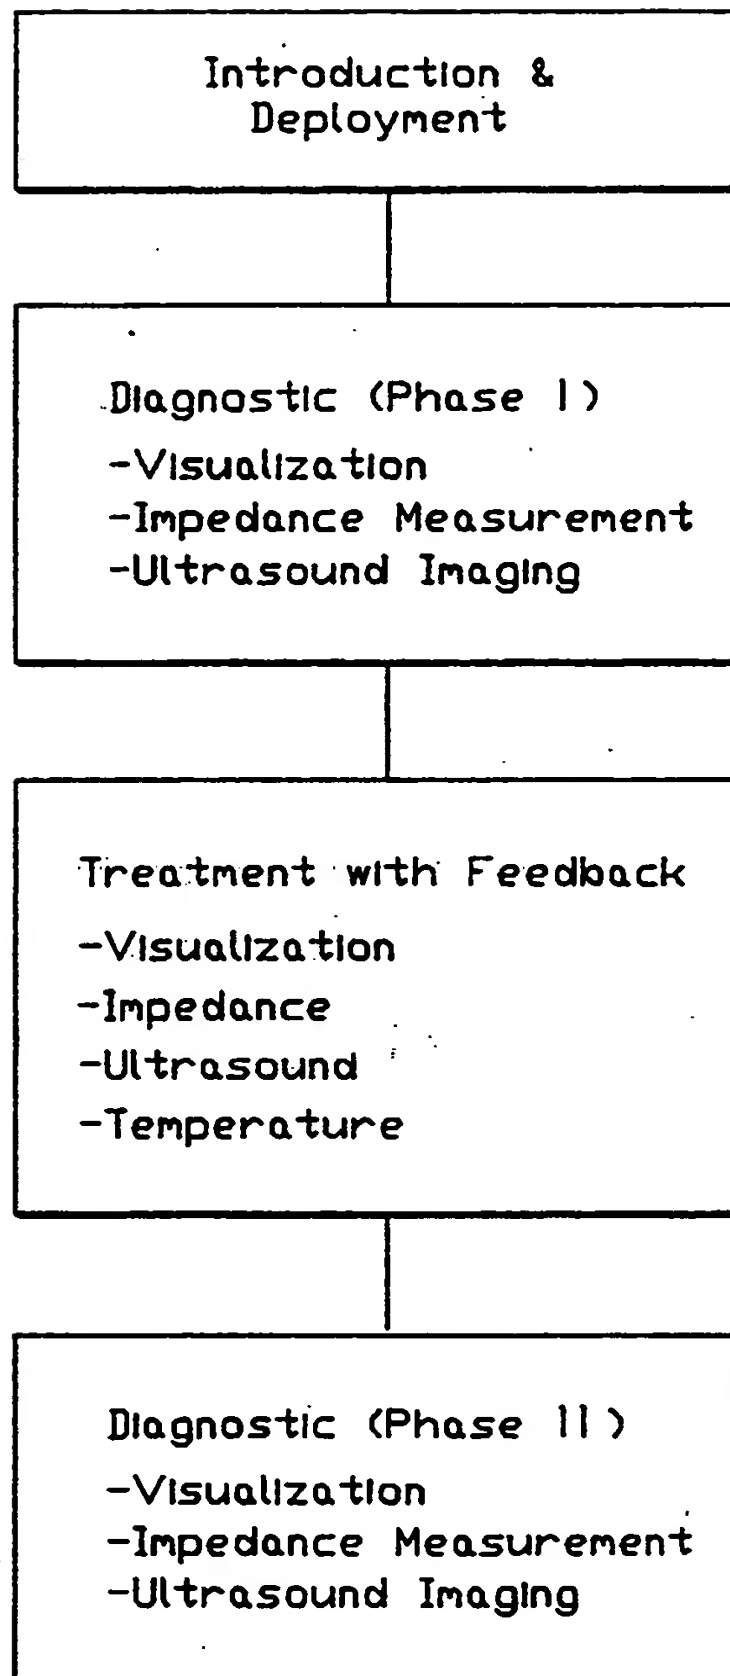 Introduction &
Deployment
Diagnostic (Phase I)
-Visualization
-Impedance Measurement
-Ultrasound Imaging
Treatment with Feedback
-Visualization
-Impedance
-Ultrasound
-Temperature
Diagnostic (Phase II)
-Visualization
-Impedance Measurement
-Ultrasound Imaging